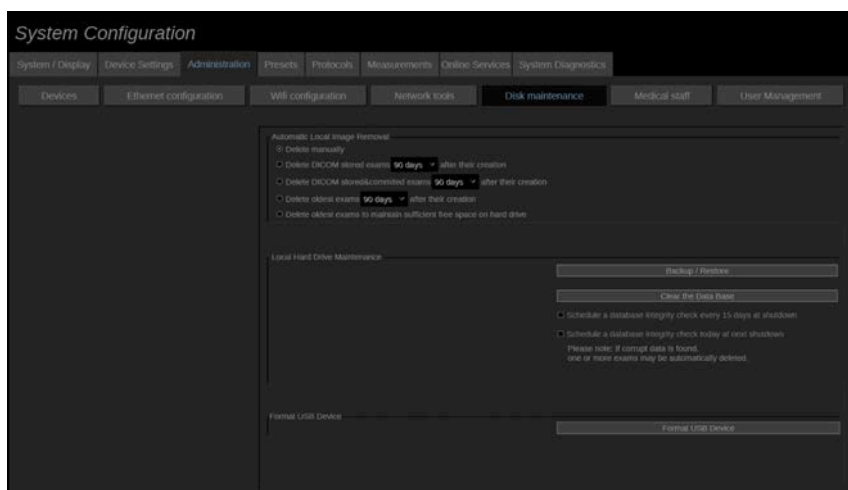 System Configuration
System / Display Device Settings Administration Presets Protocols Measurements Online Services System Diagnostics
Devices Ethernet configuration Wifi configuration Network tools Disk maintenance Medical staff User Management
Automatic Local Image Removal
Delete manually
Delete DICOM stored exams 90 days after their creation
Delete DICOM stored&commited exams 90 days after their creation
Delete oldest exams 90 days after their creation
Delete oldest exams to maintain sufficient free space on hard drive
Local Hard Drive Maintenance
Backup / Restore
Clear the Data Base
Schedule a database integrity check every 15 days at shutdown
Schedule a database integrity check today at next shutdown
Please note: If corrupt data is found,
one or more exams may be automatically deleted.
Format USB Device
Format USB Device